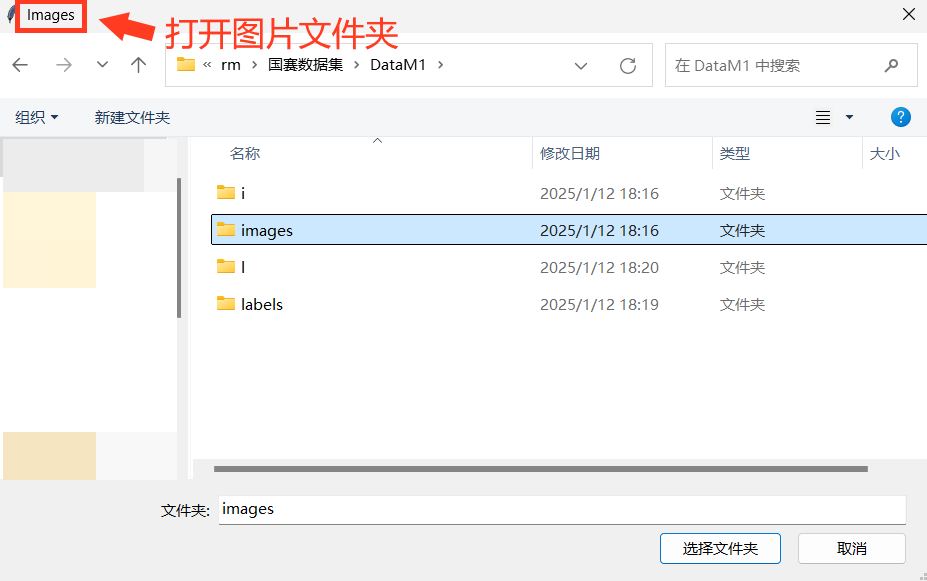 Images
打开图片文件夹
« rm › 国赛数据集 › DataM1 ›
在 DataM1 中搜索
组织
新建文件夹
?
名称 修改日期 类型 大小
i 2025/1/12 18:16 文件夹
images 2025/1/12 18:16 文件夹
l 2025/1/12 18:20 文件夹
labels 2025/1/12 18:19 文件夹
文件夹: images
选择文件夹 取消